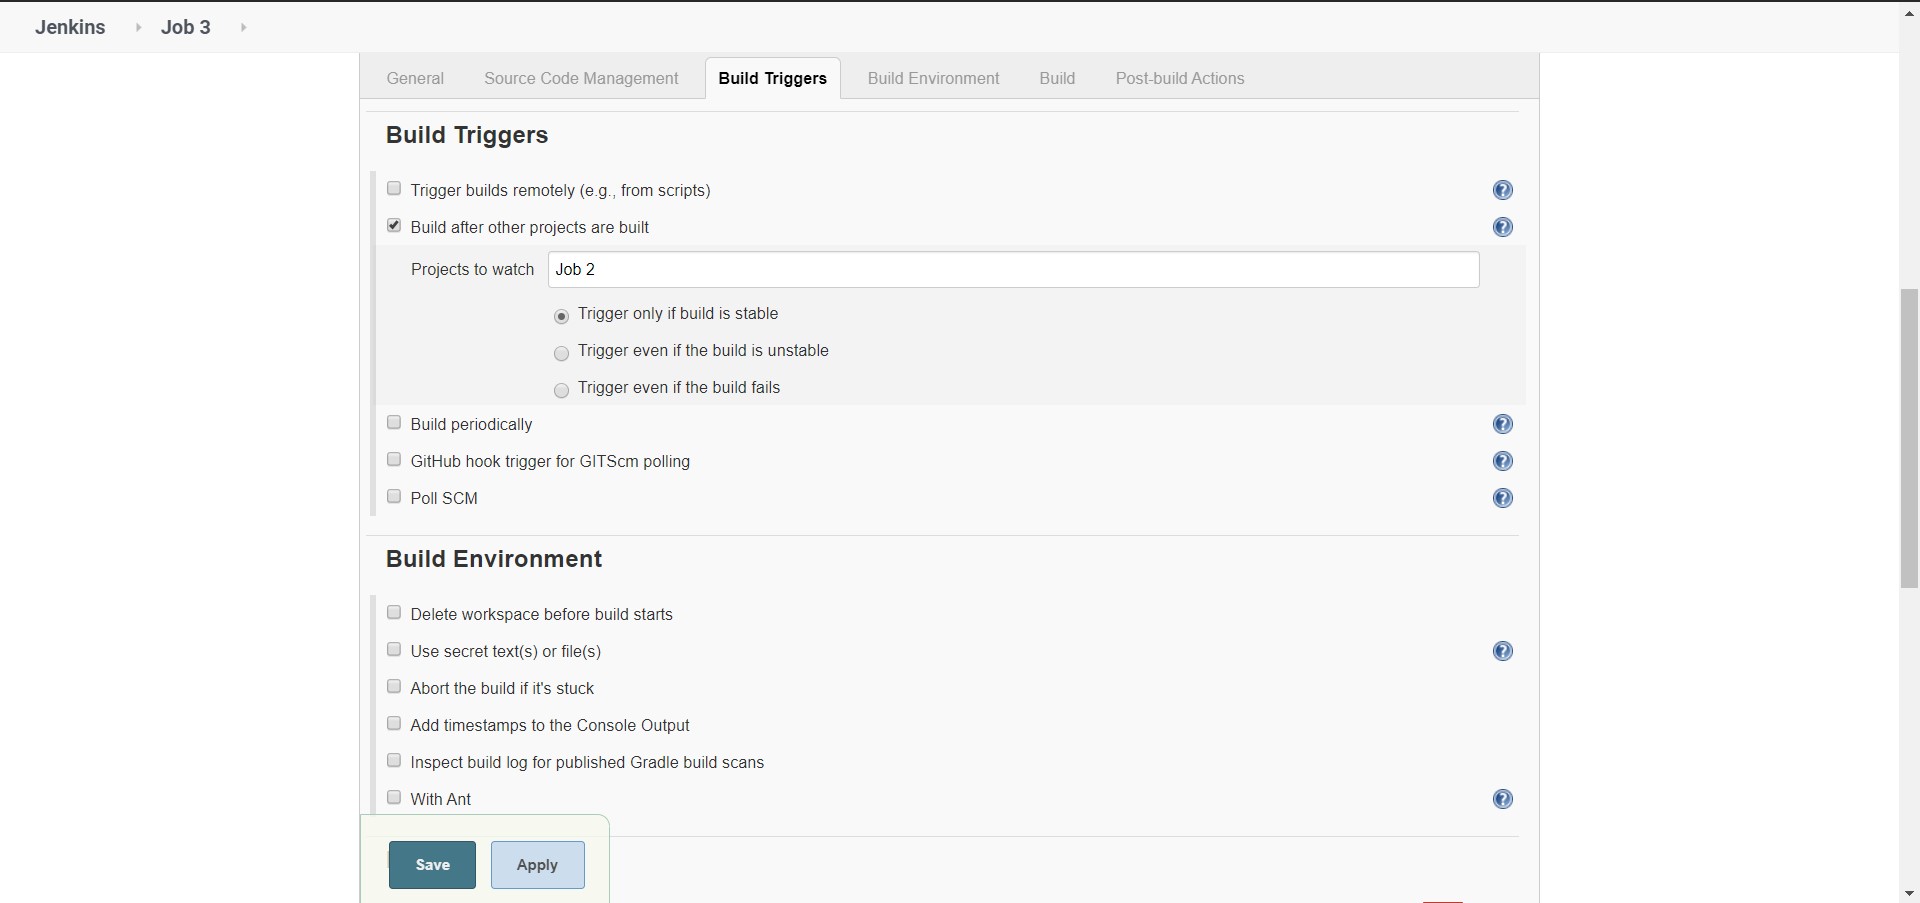 Jenkins Job 3
General Source Code Management Build Triggers Build Environment Build Post-build Actions
Build Triggers
Trigger builds remotely (e.g., from scripts)
Build after other projects are built
Projects to watch Job 2
Trigger only if build is stable
Trigger even if the build is unstable
Trigger even if the build fails
Build periodically
GitHub hook trigger for GITScm polling
Poll SCM
Build Environment
Delete workspace before build starts
Use secret text(s) or file(s)
Abort the build if it's stuck
Add timestamps to the Console Output
Inspect build log for published Gradle build scans
With Ant
Save Apply